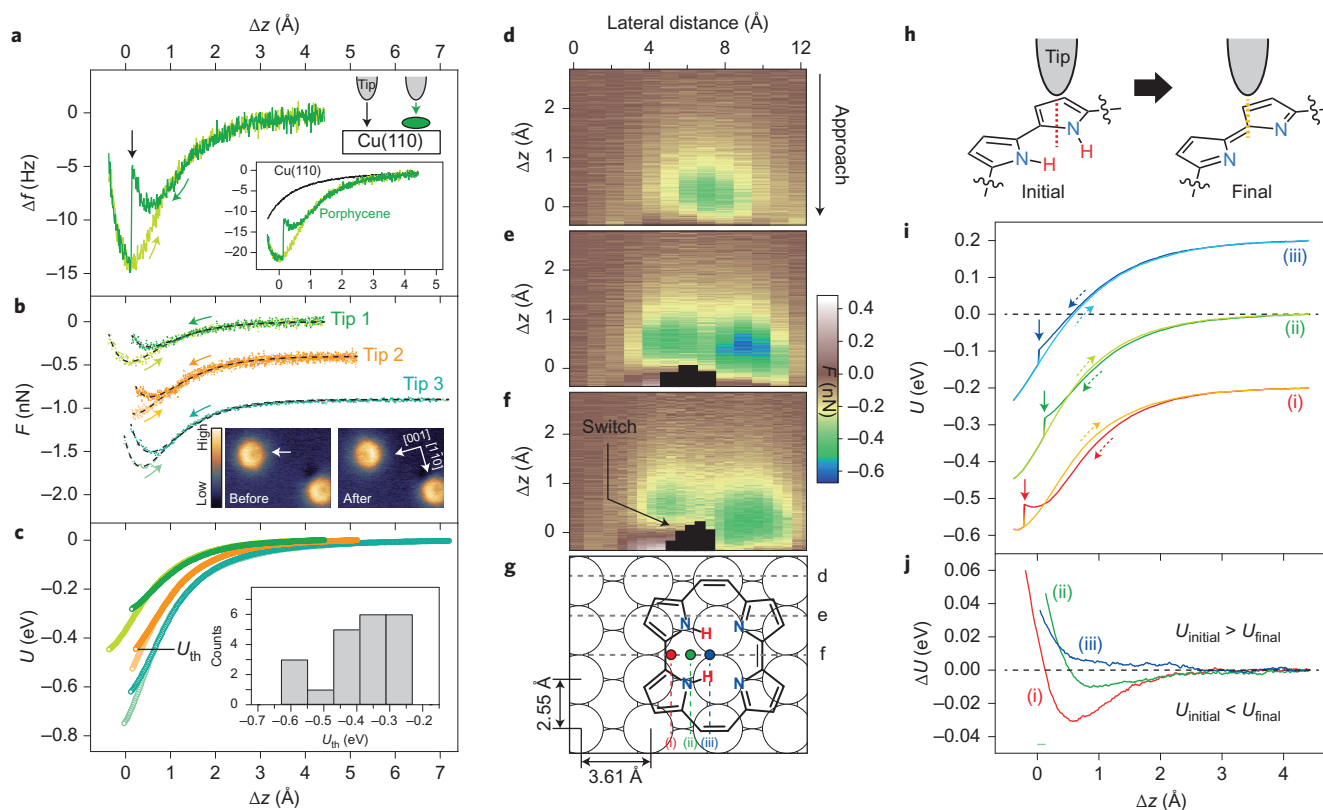 a
Δz (Å)
0 1 2 3 4 5 6 7
Δf (Hz)
0
−5
−10
−15
Tip
Cu(110)
Cu(110)
Porphycene
0
−5
−10
−15
−20
0 1 2 3 4 5
b
F (nN)
0
−0.5
−1.0
−1.5
−2.0
Tip 1
Tip 2
Tip 3
High
Low
Before
After
[001]
[11̄0]
c
U (eV)
0
−0.2
−0.4
−0.6
−0.8
Uth
Counts
6
4
2
0
−0.7 −0.6 −0.5 −0.4 −0.3 −0.2
Uth (eV)
0 1 2 3 4 5 6 7
Δz (Å)
Lateral distance (Å)
0 4 8 12
d
Δz (Å)
2
1
0
Approach
e
Δz (Å)
2
1
0
f
Δz (Å)
2
1
0
Switch
0.4
0.2
0.0
−0.2
−0.4
−0.6
F (nN)
g
d
e
f
N H N
N H N
2.55 Å
3.61 Å
(i) (ii) (iii)
h
Tip
N H
N
H
Initial
N
N
Final
i
U (eV)
0.2
0.1
0.0
−0.1
−0.2
−0.3
−0.4
−0.5
−0.6
(iii)
(ii)
(i)
j
ΔU (eV)
0.06
0.04
0.02
0.00
−0.02
−0.04
(ii)
(iii)
(i)
Uinitial > Ufinal
Uinitial < Ufinal
0 1 2 3 4
Δz (Å)